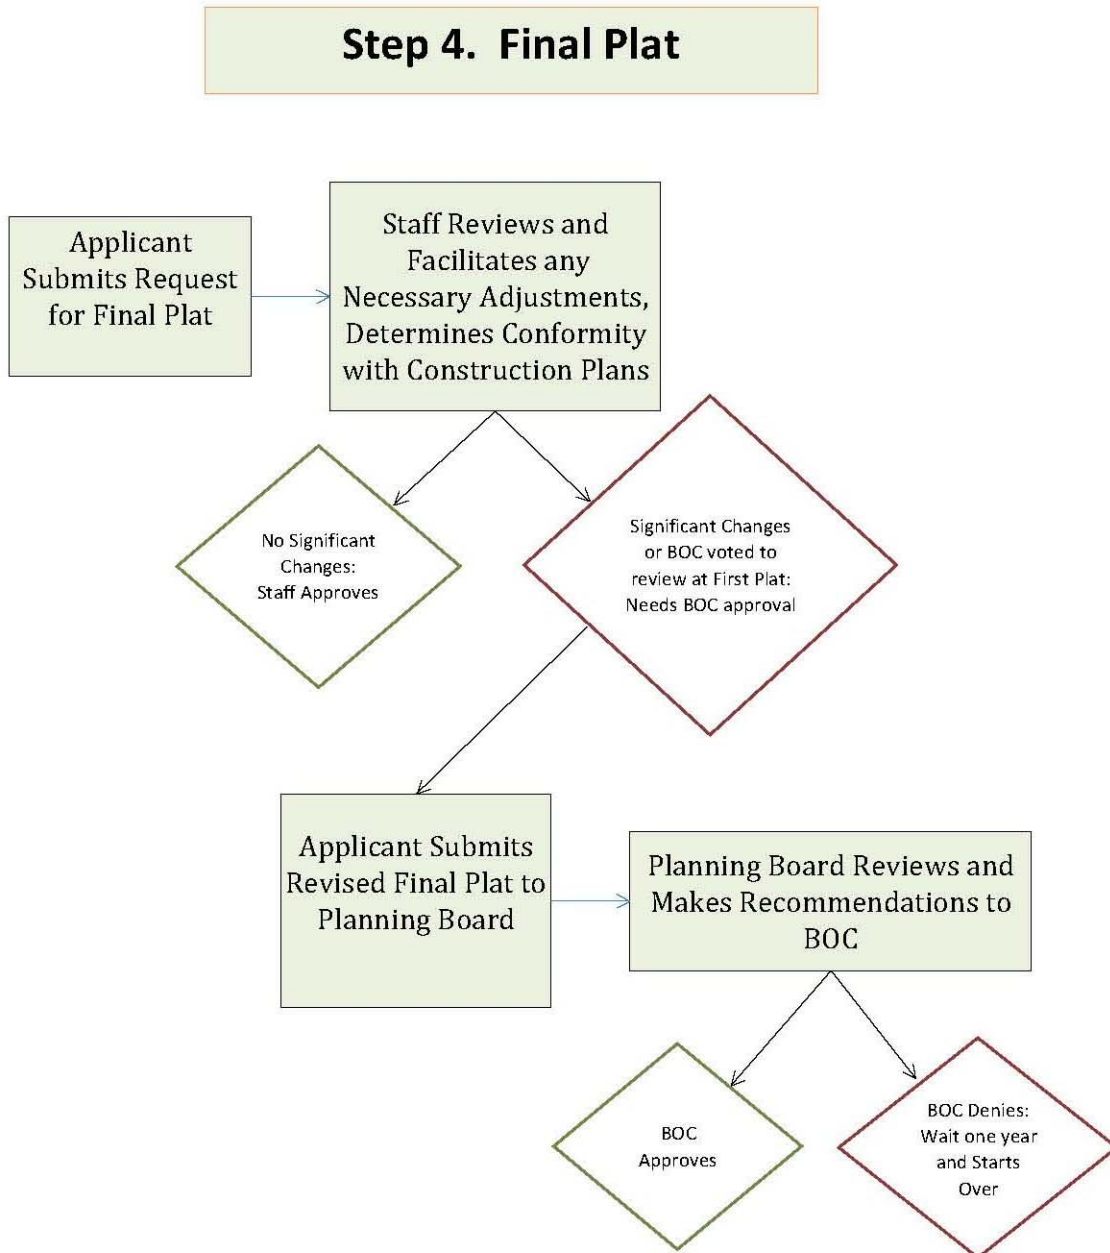 Step 4.  Final Plat
Applicant
Submits Request
for Final Plat
Staff Reviews and
Facilitates any
Necessary Adjustments,
Determines Conformity
with Construction Plans
No Significant
Changes:
Staff Approves
Significant Changes
or BOC voted to
review at First Plat:
Needs BOC approval
Applicant Submits
Revised Final Plat to
Planning Board
Planning Board Reviews and
Makes Recommendations to
BOC
BOC
Approves
BOC Denies:
Wait one year
and Starts
Over